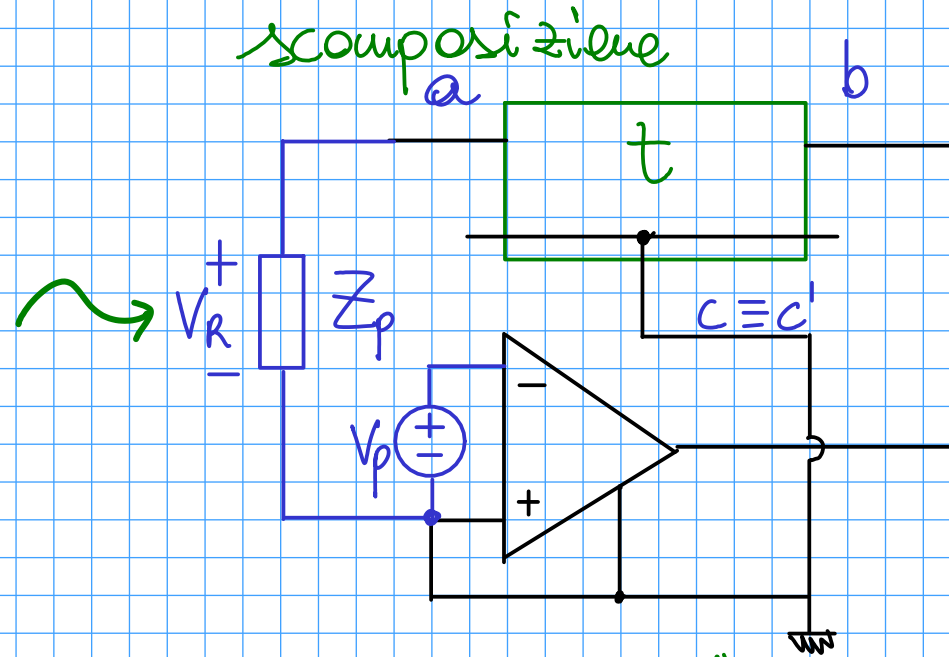 scomposizione
a
b
t
+
V_R
−
Z_p
c ≡ c'
V_p
+
−
−
+